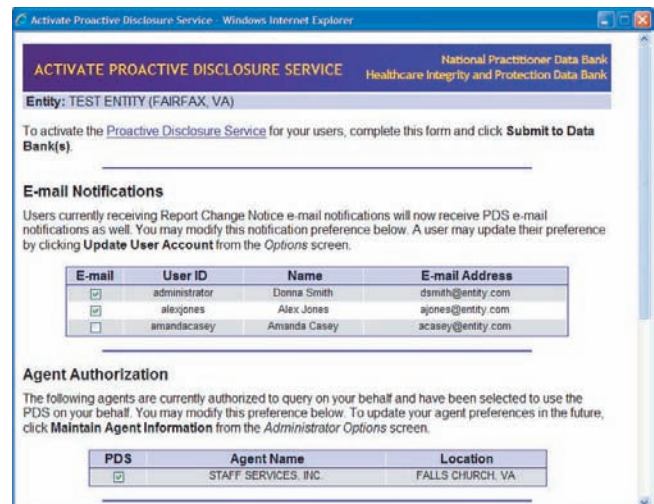 Activate Proactive Disclosure Service - Windows Internet Explorer
ACTIVATE PROACTIVE DISCLOSURE SERVICE
National Practitioner Data Bank
Healthcare Integrity and Protection Data Bank
Entity: TEST ENTITY (FAIRFAX, VA)
To activate the Proactive Disclosure Service for your users, complete this form and click Submit to Data
Bank(s).
E-mail Notifications
Users currently receiving Report Change Notice e-mail notifications will now receive PDS e-mail
notifications as well. You may modify this notification preference below. A user may update their preference
by clicking Update User Account from the Options screen.
E-mail User ID Name E-mail Address
administrator Donna Smith dsmith@entity.com
alexjones Alex Jones ajones@entity.com
amandacasey Amanda Casey acasey@entity.com
Agent Authorization
The following agents are currently authorized to query on your behalf and have been selected to use the
PDS on your behalf. You may modify this preference below. To update your agent preferences in the future,
click Maintain Agent Information from the Administrator Options screen.
PDS Agent Name Location
STAFF SERVICES, INC. FALLS CHURCH, VA